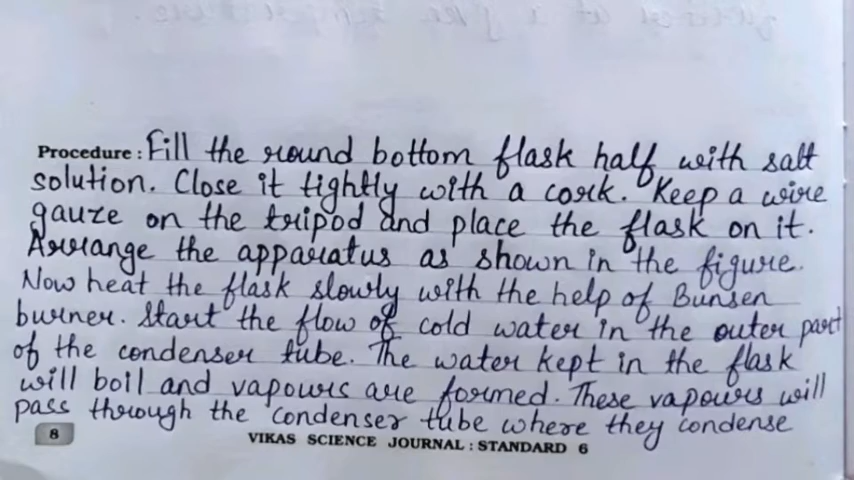 Procedure : Fill the round bottom flask half with salt
solution. Close it tightly with a cork. Keep a wire
gauze on the tripod and place the flask on it.
Arrange the apparatus as shown in the figure.
Now heat the flask slowly with the help of Bunsen
burner. Start the flow of cold water in the outer part
of the condenser tube. The water kept in the flask
will boil and vapours are formed. These vapours will
pass through the condenser tube where they condense
8
VIKAS SCIENCE JOURNAL : STANDARD 6